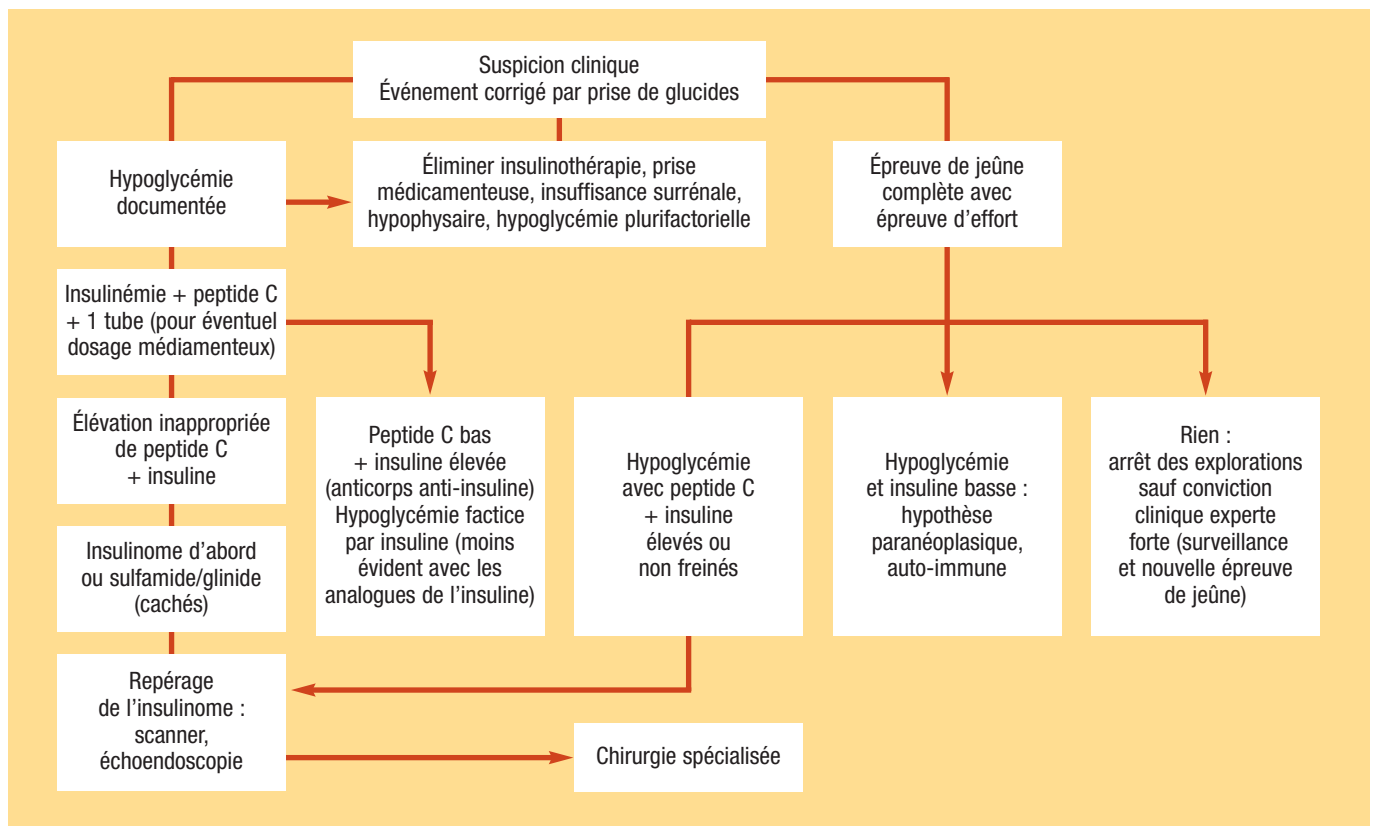 Suspicion clinique
Événement corrigé par prise de glucides
Hypoglycémie
documentée
Éliminer insulinothérapie, prise
médicamenteuse, insuffisance surrénale,
hypophysaire, hypoglycémie plurifactorielle
Épreuve de jeûne
complète avec
épreuve d’effort
Insulinémie + peptide C
+ 1 tube (pour éventuel
dosage médiamenteux)
Élévation inappropriée
de peptide C
+ insuline
Peptide C bas
+ insuline élevée
(anticorps anti-insuline)
Hypoglycémie factice
par insuline (moins
évident avec les
analogues de l’insuline)
Hypoglycémie
avec peptide C
+ insuline
élevés ou
non freinés
Hypoglycémie
et insuline basse :
hypothèse
paranéoplasique,
auto-immune
Rien :
arrêt des explorations
sauf conviction
clinique experte
forte (surveillance
et nouvelle épreuve
de jeûne)
Insulinome d’abord
ou sulfamide/glinide
(cachés)
Repérage
de l’insulinome :
scanner,
échoendoscopie
Chirurgie spécialisée